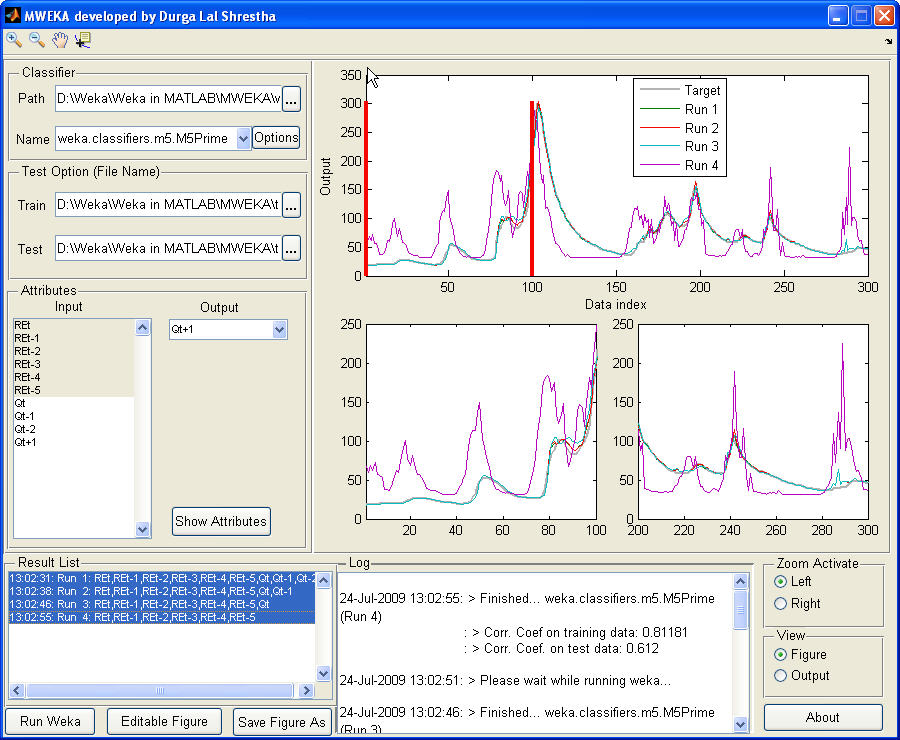 MWEKA developed by Durga Lal Shrestha
Classifier
Path D:\Weka\Weka in MATLAB\MWEKA\w ...
Name weka.classifiers.m5.M5Prime Options
Test Option (File Name)
Train D:\Weka\Weka in MATLAB\MWEKA\t ...
Test D:\Weka\Weka in MATLAB\MWEKA\t ...
Attributes
Input Output
REt
REt-1
REt-2
REt-3
REt-4
REt-5
Qt
Qt-1
Qt-2
Qt+1
Qt+1
Show Attributes
350
300
250
200
150
100
50
0
Output
50 100 150 200 250 300
Data index
Target
Run 1
Run 2
Run 3
Run 4
250
200
150
100
50
0
20 40 60 80 100
250
200
150
100
50
0
200 220 240 260 280 300
Result List
13:02:31: Run 1: REt,REt-1,REt-2,REt-3,REt-4,REt-5,Qt,Qt-1,Qt-2
13:02:38: Run 2: REt,REt-1,REt-2,REt-3,REt-4,REt-5,Qt,Qt-1
13:02:46: Run 3: REt,REt-1,REt-2,REt-3,REt-4,REt-5,Qt
13:02:55: Run 4: REt,REt-1,REt-2,REt-3,REt-4,REt-5
Run Weka Editable Figure Save Figure As
Log
24-Jul-2009 13:02:55: > Finished... weka.classifiers.m5.M5Prime
(Run 4)
: > Corr. Coef on training data: 0.81181
: > Corr. Coef. on test data: 0.612
24-Jul-2009 13:02:51: > Please wait while running weka...
24-Jul-2009 13:02:46: > Finished... weka.classifiers.m5.M5Prime
(Run 3)
Zoom Activate
Left
Right
View
Figure
Output
About